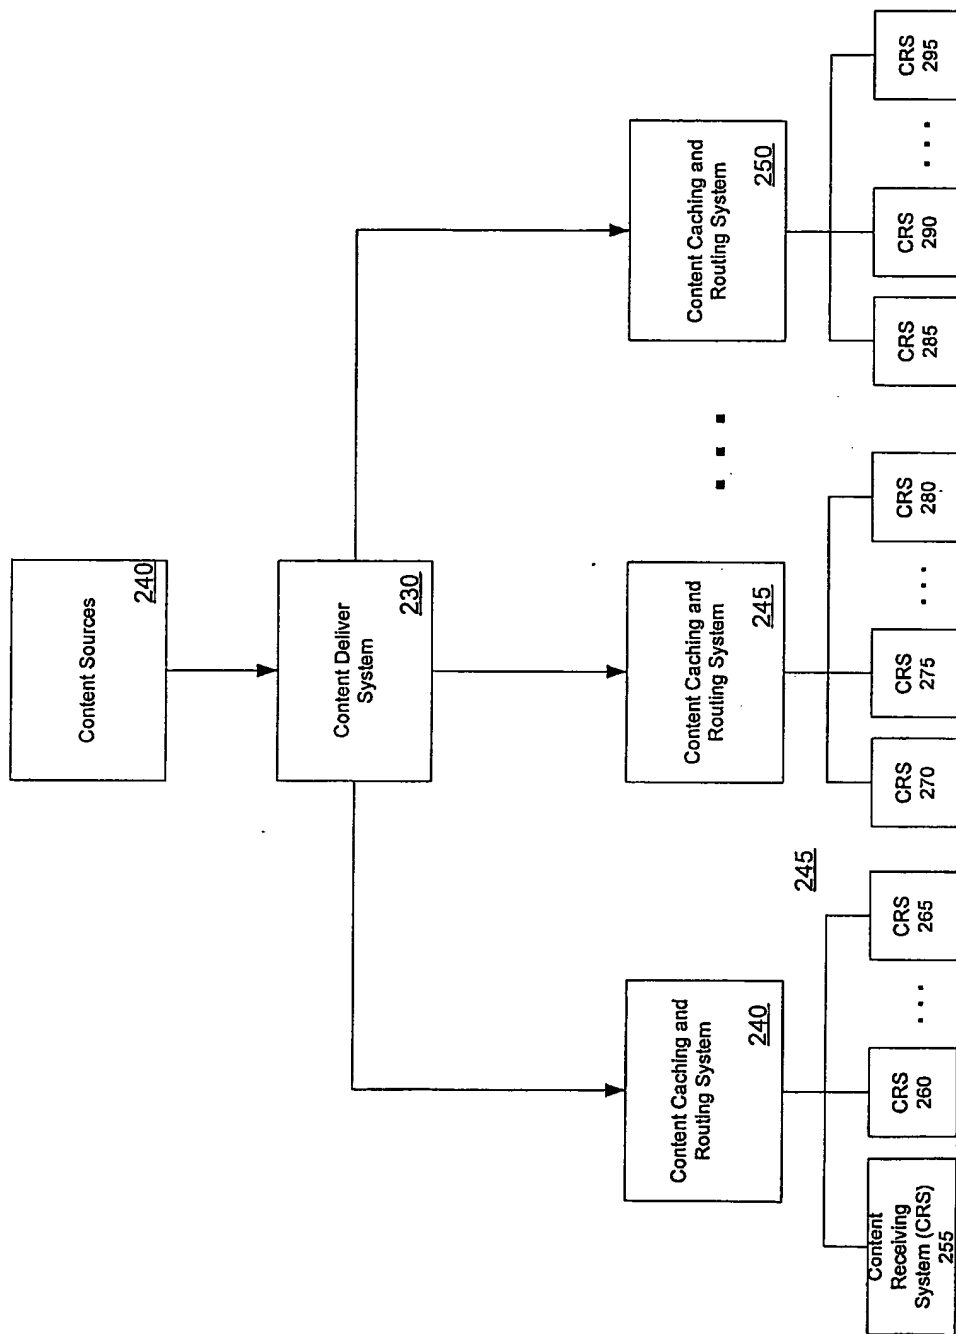 Content Sources
240
Content Deliver
System
230
Content Caching and
Routing System
240
Content Caching and
Routing System
245
. . .
Content Caching and
Routing System
250
245
Content
Receiving
System (CRS)
255
CRS
260
. . .
CRS
265
CRS
270
CRS
275
. . .
CRS
280
CRS
285
CRS
290
. . .
CRS
295